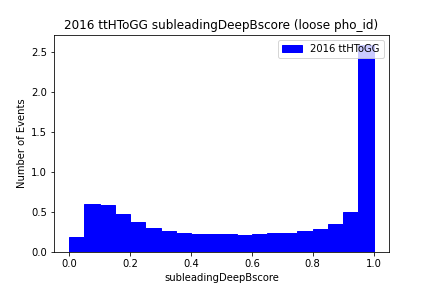 2016 ttHToGG subleadingDeepBscore (loose pho_id)
2016 ttHToGG
Number of Events
2.5
2.0
1.5
1.0
0.5
0.0
0.0 0.2 0.4 0.6 0.8 1.0
subleadingDeepBscore